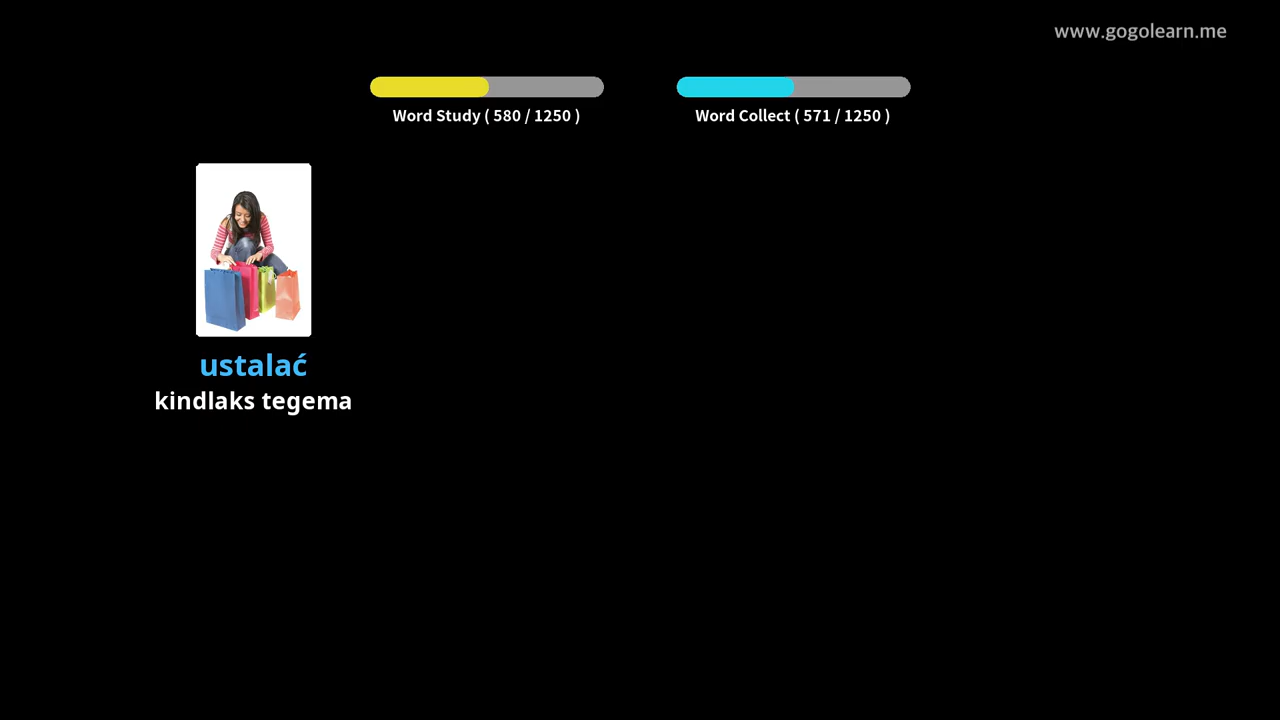 www.gogolearn.me
Word Study ( 580 / 1250 )
Word Collect ( 571 / 1250 )
ustalać
kindlaks tegema